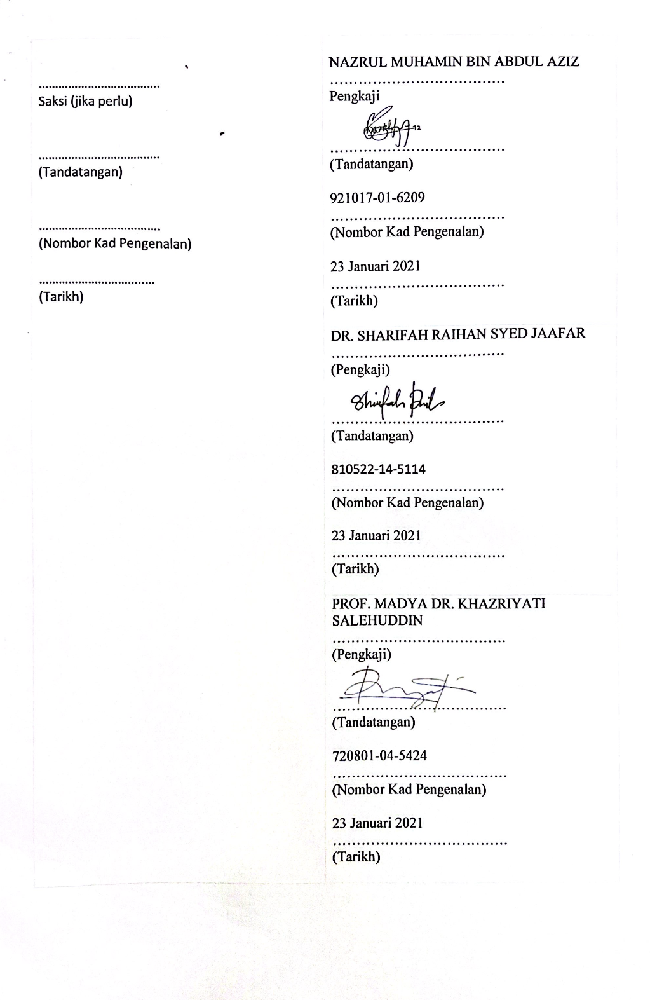 .................................
Saksi (jika perlu)
.................................
(Tandatangan)
.................................
(Nombor Kad Pengenalan)
.................................
(Tarikh)
NAZRUL MUHAMIN BIN ABDUL AZIZ
.....................................
Pengkaji
.....................................
(Tandatangan)
921017-01-6209
.....................................
(Nombor Kad Pengenalan)
23 Januari 2021
.....................................
(Tarikh)
DR. SHARIFAH RAIHAN SYED JAAFAR
.....................................
(Pengkaji)
.....................................
(Tandatangan)
810522-14-5114
.....................................
(Nombor Kad Pengenalan)
23 Januari 2021
.....................................
(Tarikh)
PROF. MADYA DR. KHAZRIYATI
SALEHUDDIN
.....................................
(Pengkaji)
.....................................
(Tandatangan)
720801-04-5424
.....................................
(Nombor Kad Pengenalan)
23 Januari 2021
.....................................
(Tarikh)